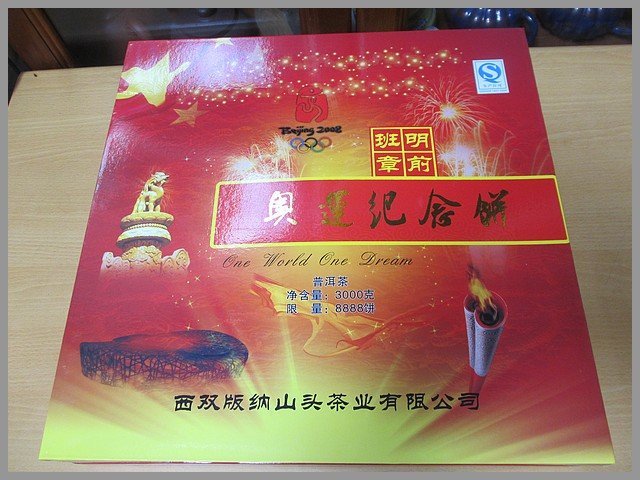 Beijing 2008
班明
章前
奥运纪念饼
One World One Dream
普洱茶
净含量：3000克
限 量：8888饼
西双版纳山头茶业有限公司